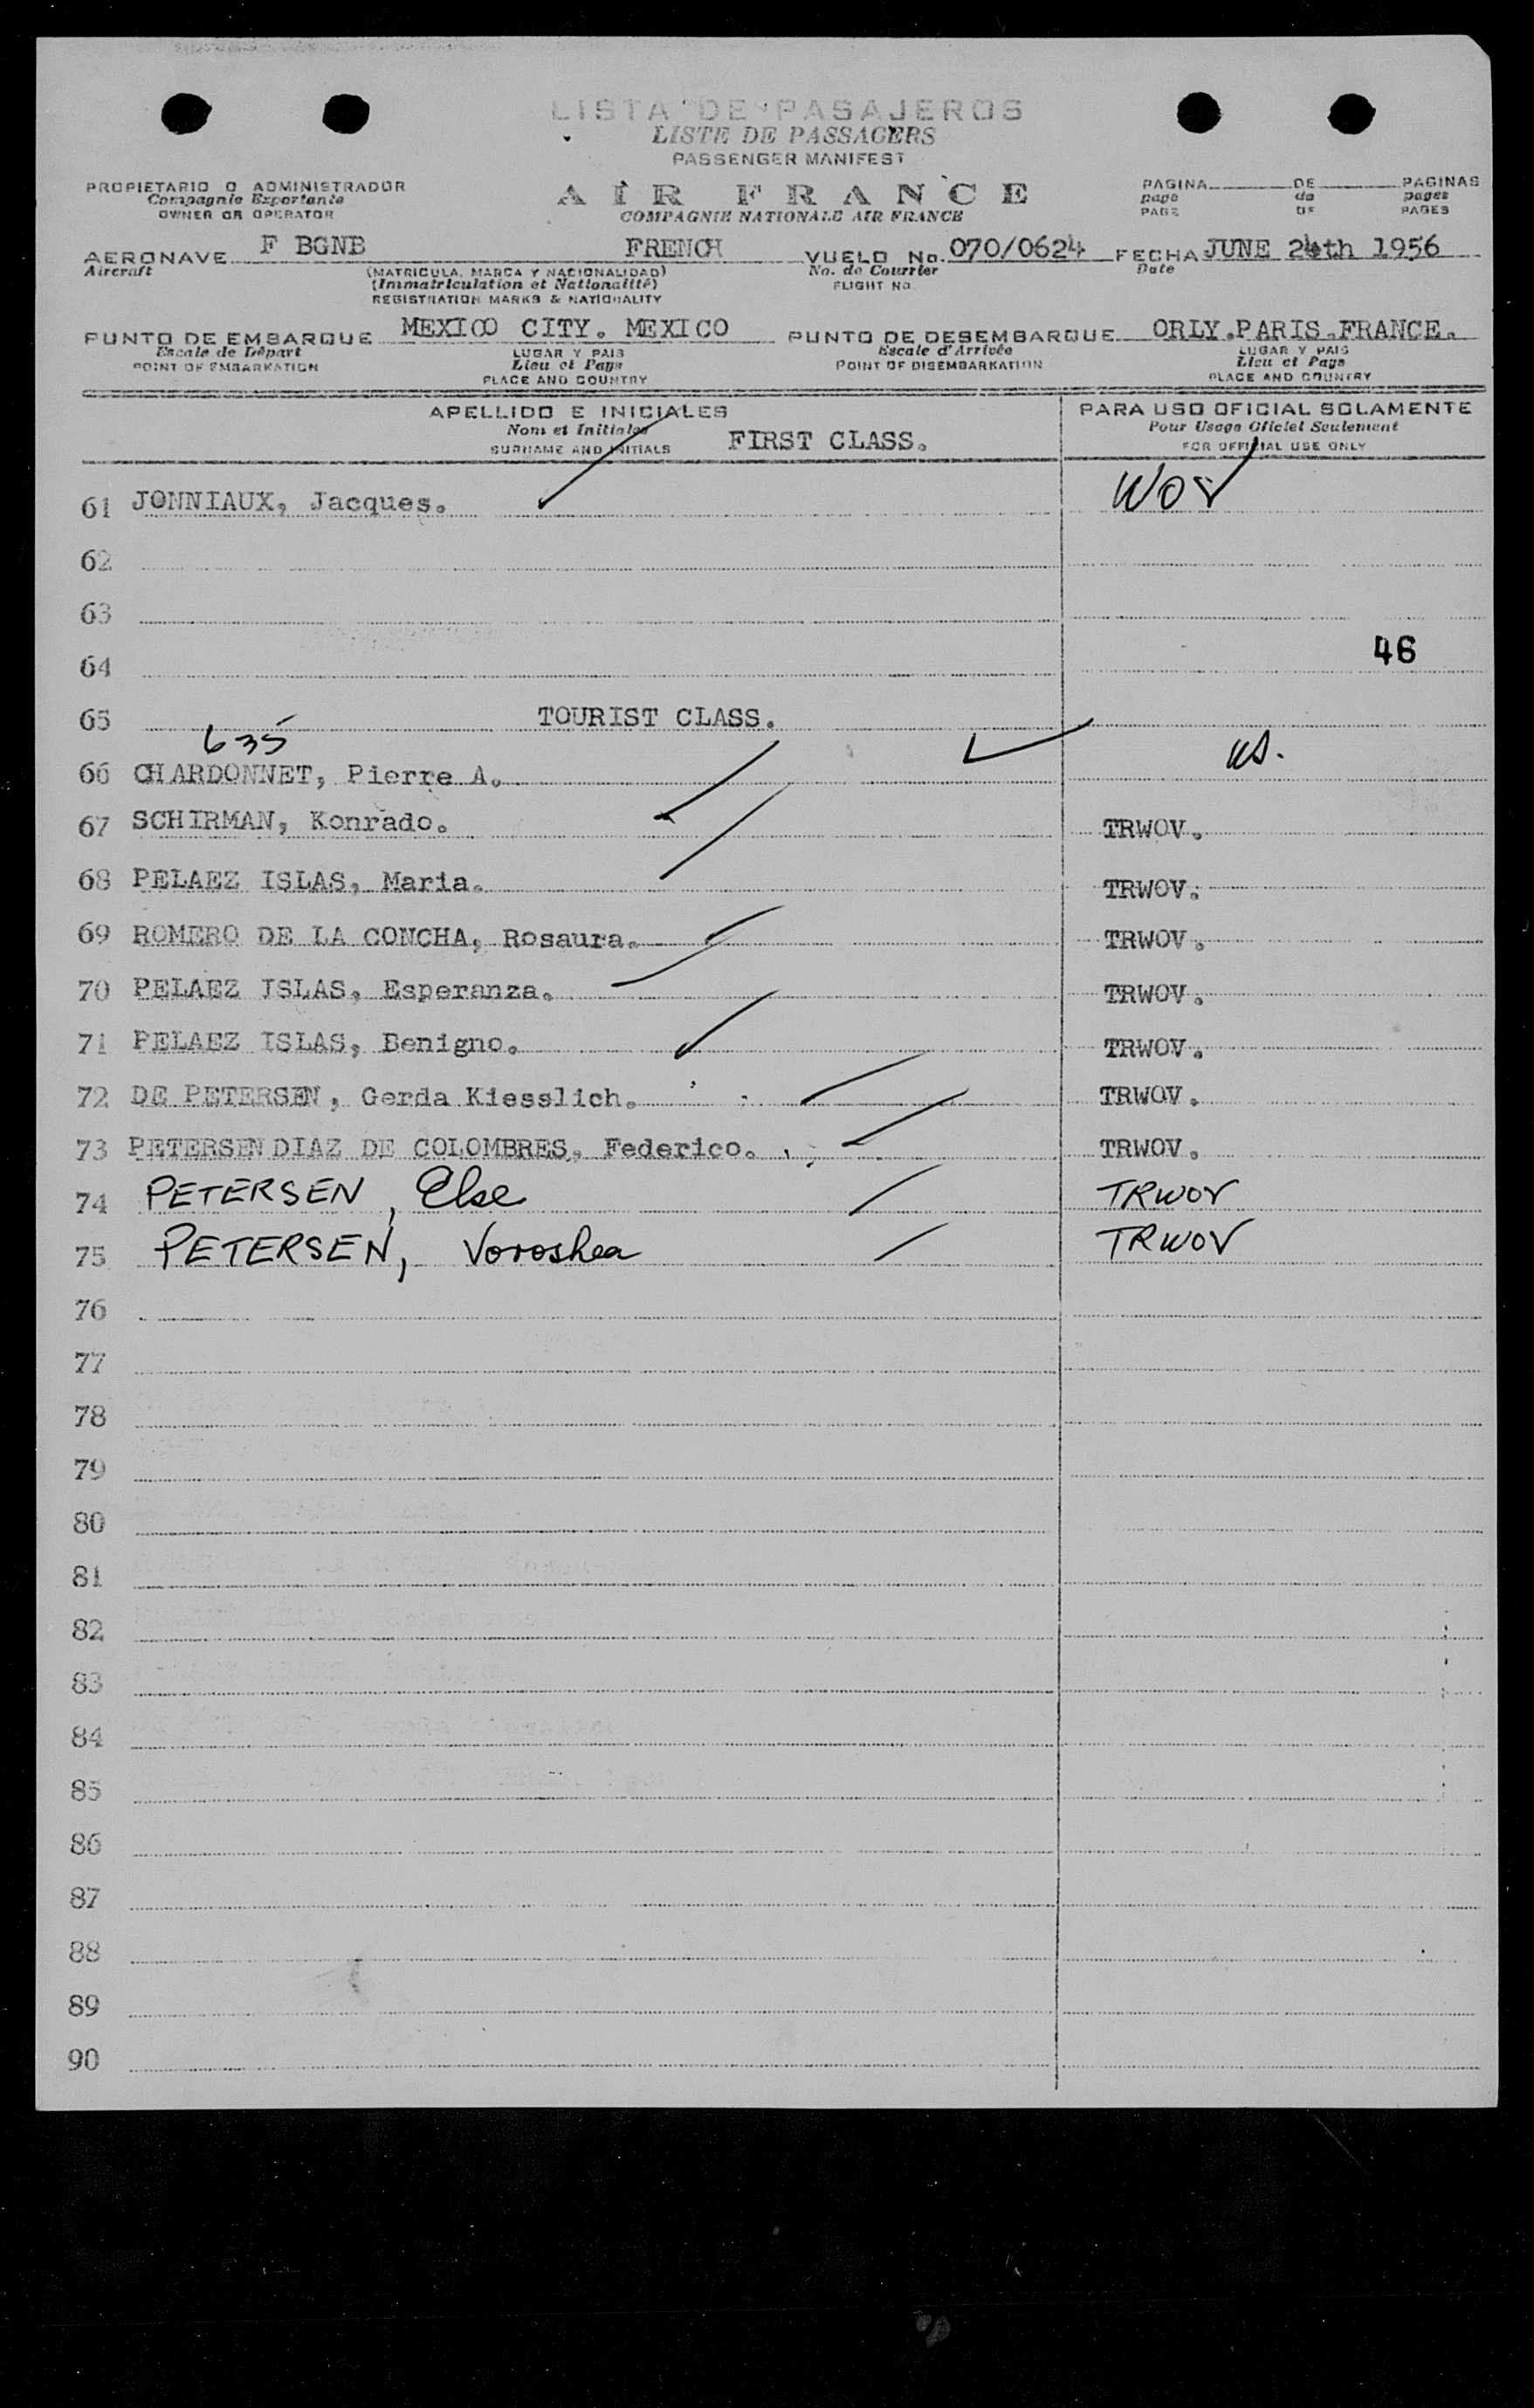 LISTA DE PASAJEROS
LISTE DE PASSAGERS
PASSENGER MANIFEST
PROPIETARIO O ADMINISTRADOR
Compagnie Exportante
OWNER OR OPERATOR
AIR FRANCE
COMPAGNIE NATIONALE AIR FRANCE
PAGINA DE PAGINAS
page de pages
PAGE OF PAGES
AERONAVE F BGNB FRENCH VUELO No. 070/0624 FECHA JUNE 24th 1956
Aircraft (MATRICULA, MARCA Y NACIONALIDAD) No. de Courrier Date
(Immatriculation et Nationalité) FLIGHT No.
REGISTRATION MARKS & NATIONALITY
PUNTO DE EMBARQUE MEXICO CITY. MEXICO PUNTO DE DESEMBARQUE ORLY.PARIS.FRANCE.
Escale de Départ LUGAR Y PAIS Escale d'Arrivée LUGAR Y PAIS
POINT OF EMBARKATION Lieu et Pays POINT OF DISEMBARKATION Lieu et Pays
PLACE AND COUNTRY PLACE AND COUNTRY
APELLIDO E INICIALES PARA USO OFICIAL SOLAMENTE
Nom et Initiales Pour Usage Officiel Seulement
SURNAME AND INITIALS FIRST CLASS. FOR OFFICIAL USE ONLY
61 JONNIAUX, Jacques. WOV
62
63
64 46
65 TOURIST CLASS.
635
66 CHARDONNET, Pierre A. us.
67 SCHIRMAN, Konrado. TRWOV.
68 PELAEZ ISLAS, Maria. TRWOV.
69 ROMERO DE LA CONCHA, Rosaura. TRWOV.
70 PELAEZ ISLAS, Esperanza. TRWOV.
71 PELAEZ ISLAS, Benigno. TRWOV.
72 DE PETERSEN, Gerda Kiesslich. TRWOV.
73 PETERSEN DIAZ DE COLOMBRES, Federico. TRWOV.
74 PETERSEN, Else TRWOV
75 PETERSEN, Voroshea TRWOV
76
77
78
79
80
81
82
83
84
85
86
87
88
89
90